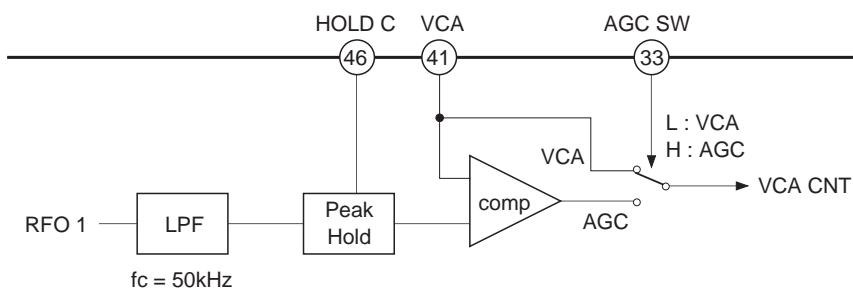 HOLD C VCA AGC SW
46 41 33
L : VCA
H : AGC
VCA
VCA CNT
comp
AGC
RFO 1
LPF
Peak
Hold
fc = 50kHz